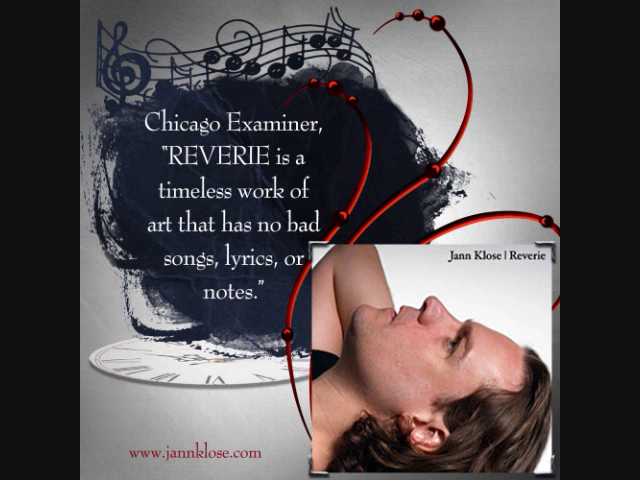 Chicago Examiner,
"REVERIE is a
timeless work of
art that has no bad
songs, lyrics, or
notes."
Jann Klose | Reverie
www.jannklose.com